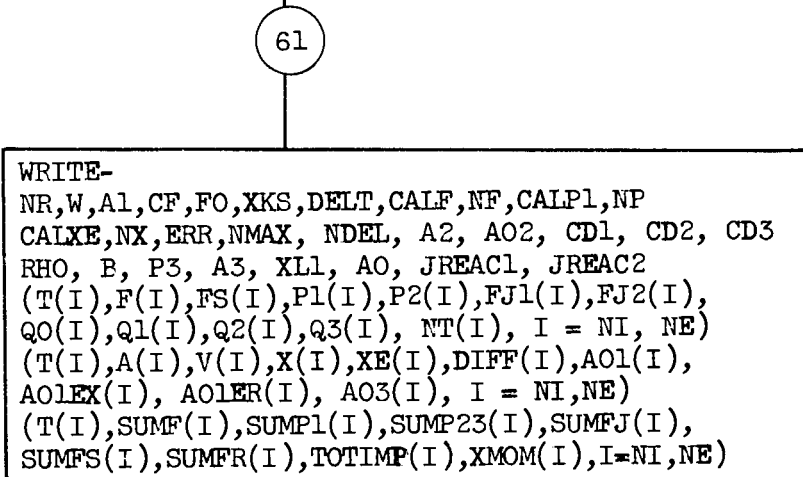 61
WRITE-
NR,W,A1,CF,FO,XKS,DELT,CALF,NF,CALP1,NP
CALXE,NX,ERR,NMAX, NDEL, A2, AO2, CD1, CD2, CD3
RHO, B, P3, A3, XL1, AO, JREAC1, JREAC2
(T(I),F(I),FS(I),P1(I),P2(I),FJ1(I),FJ2(I),
QO(I),Q1(I),Q2(I),Q3(I), NT(I), I = NI, NE)
(T(I),A(I),V(I),X(I),XE(I),DIFF(I),AO1(I),
AO1EX(I), AO1ER(I), AO3(I), I = NI,NE)
(T(I),SUMF(I),SUMP1(I),SUMP23(I),SUMFJ(I),
SUMFS(I),SUMFR(I),TOTIMP(I),XMOM(I),I=NI,NE)